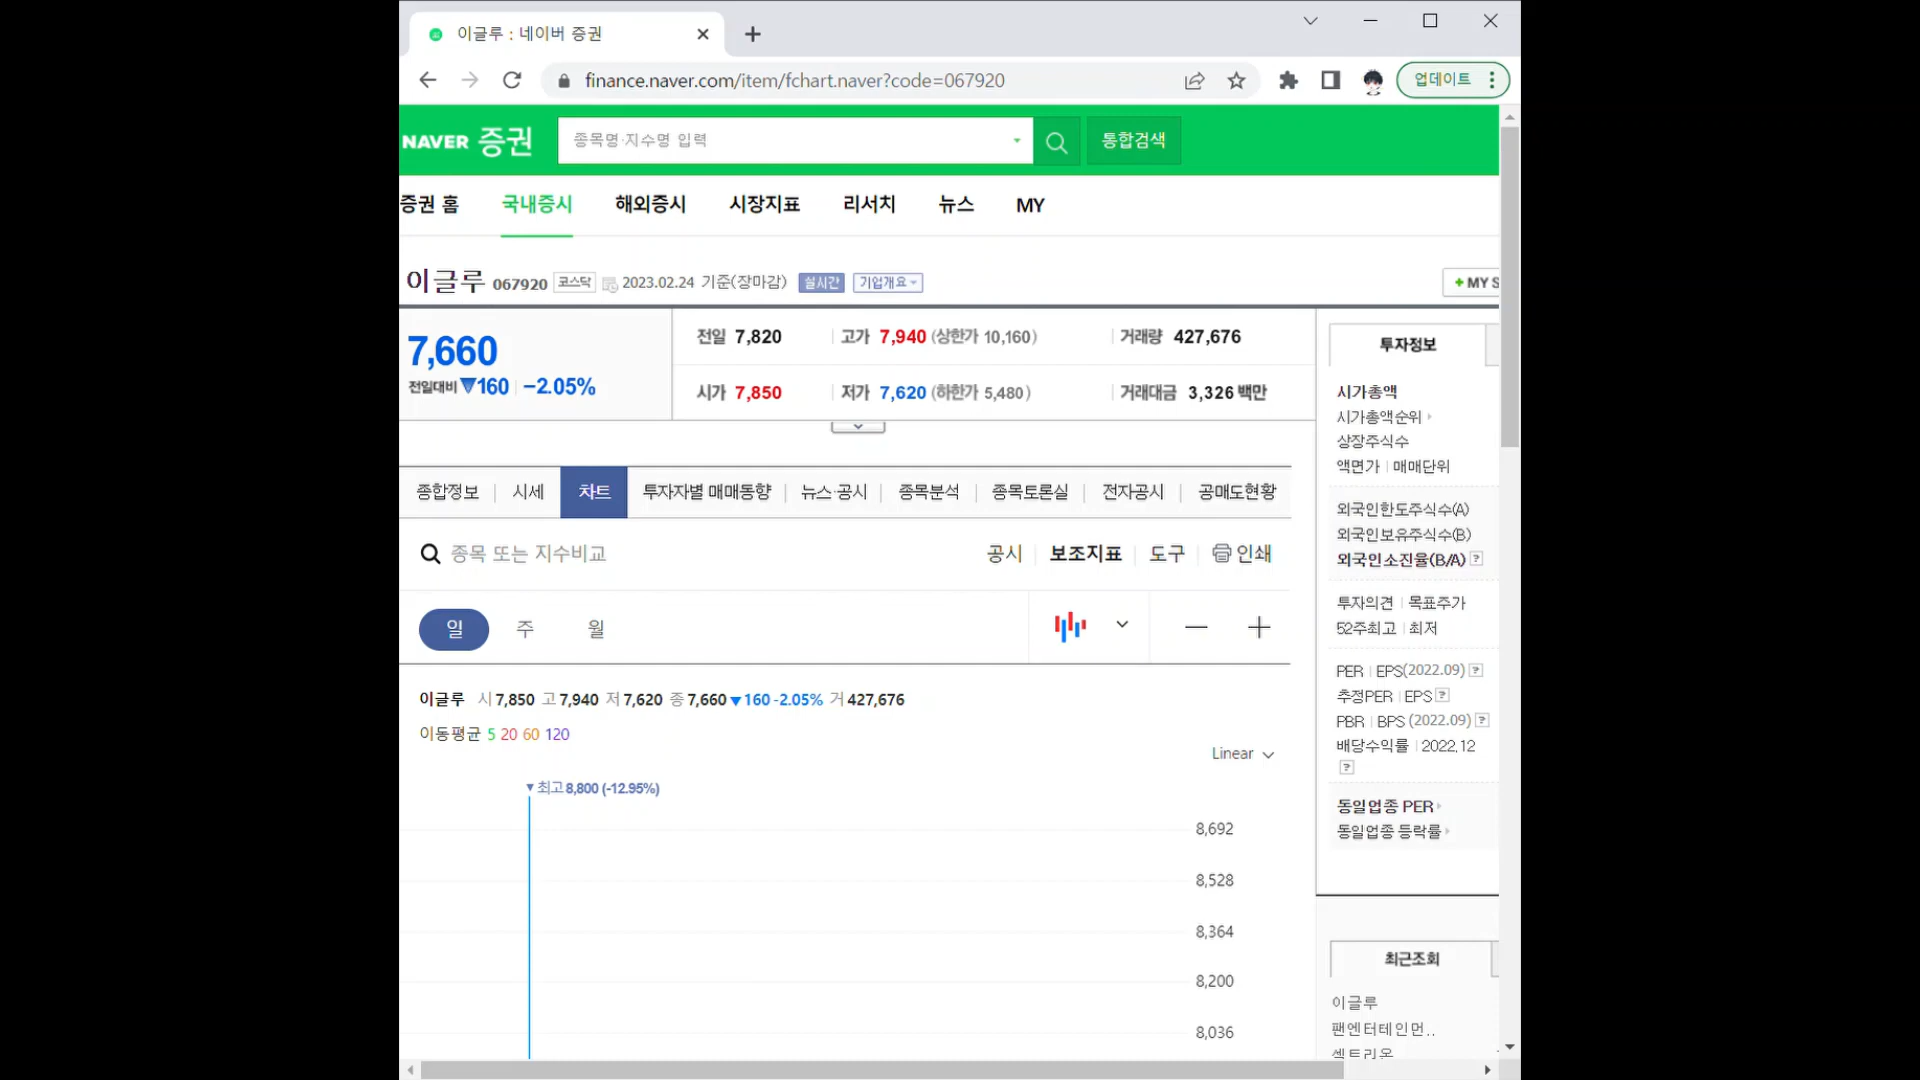 이글루 : 네이버 증권
finance.naver.com/item/fchart.naver?code=067920
업데이트
NAVER 증권
종목명·지수명 입력
통합검색
증권 홈 국내증시 해외증시 시장지표 리서치 뉴스 MY
이글루 067920 코스닥 2023.02.24 기준(장마감) 실시간 기업개요
+ MY S
7,660
전일대비 ▼160 | -2.05%
전일 7,820 고가 7,940 (상한가 10,160) 거래량 427,676
시가 7,850 저가 7,620 (하한가 5,480) 거래대금 3,326 백만
종합정보 시세 차트 투자자별 매매동향 뉴스·공시 종목분석 종목토론실 전자공시 공매도현황
종목 또는 지수비교
공시 보조지표 도구 인쇄
일 주 월
이글루 시 7,850 고 7,940 저 7,620 종 7,660 ▼160 -2.05% 거 427,676
이동평균 5 20 60 120
Linear
▼최고 8,800 (-12.95%)
8,692
8,528
8,364
8,200
8,036
투자정보
시가총액
시가총액순위
상장주식수
액면가 | 매매단위
외국인한도주식수(A)
외국인보유주식수(B)
외국인소진율(B/A) ?
투자의견 | 목표주가
52주최고 | 최저
PER | EPS(2022.09) ?
추정PER | EPS ?
PBR | BPS (2022.09) ?
배당수익률 | 2022.12
?
동일업종 PER
동일업종 등락률
최근조회
이글루
팬엔터테인먼..